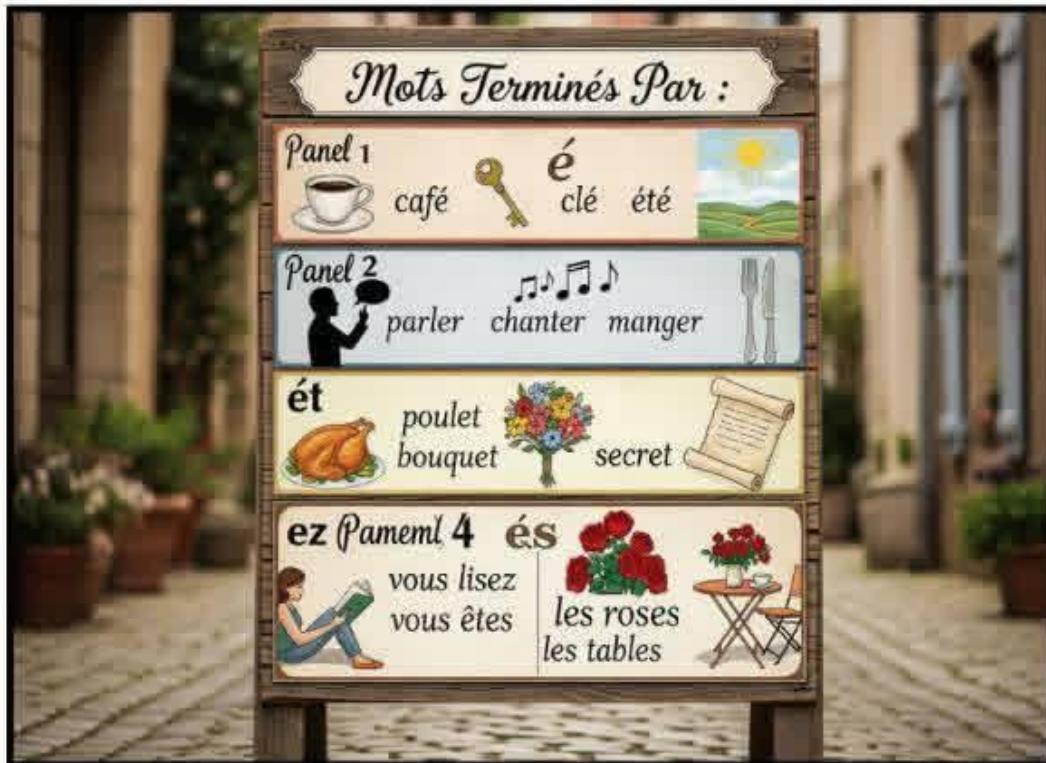 Mots Terminés Par :
Panel 1
é
café clé été
Panel 2
parler chanter manger
ét
poulet
bouquet secret
ez Pameml 4 és
vous lisez
vous êtes
les roses
les tables